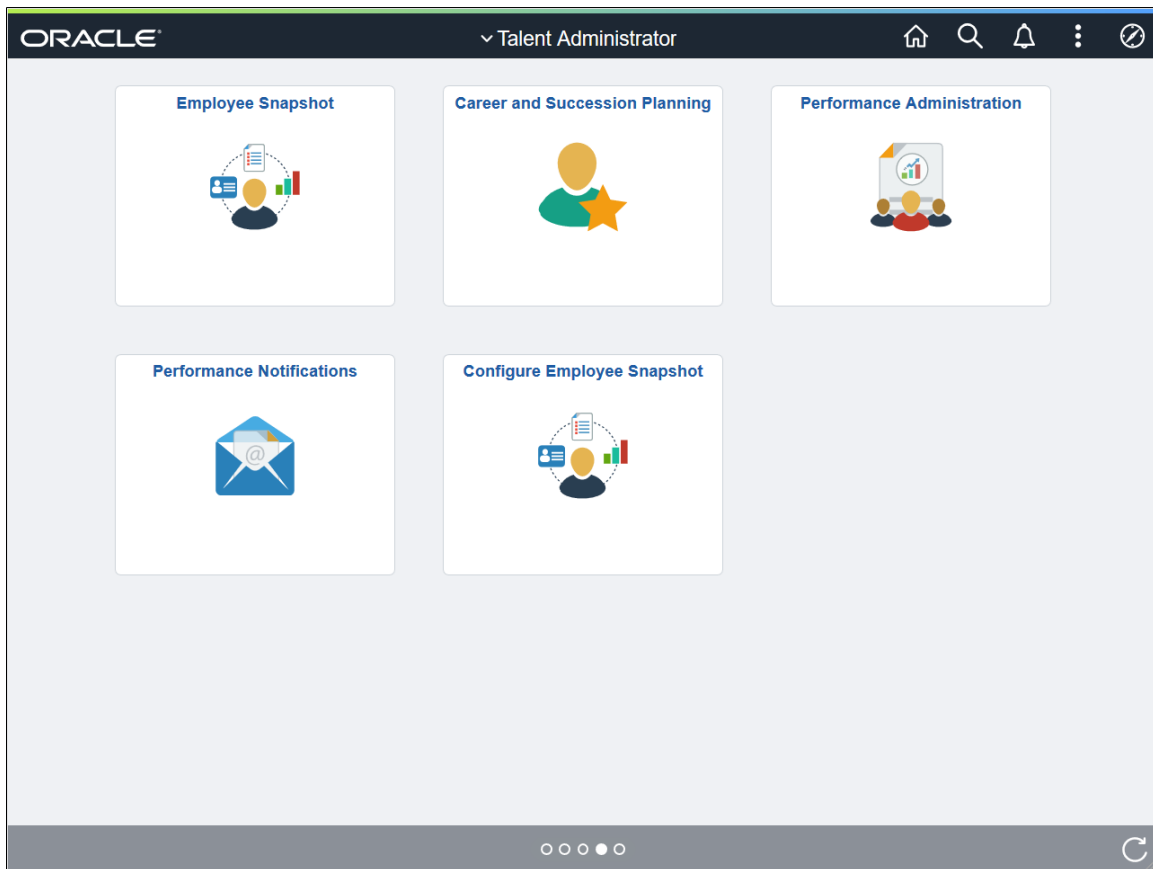 ORACLE
Talent Administrator
Employee Snapshot
Career and Succession Planning
Performance Administration
Performance Notifications
@
Configure Employee Snapshot